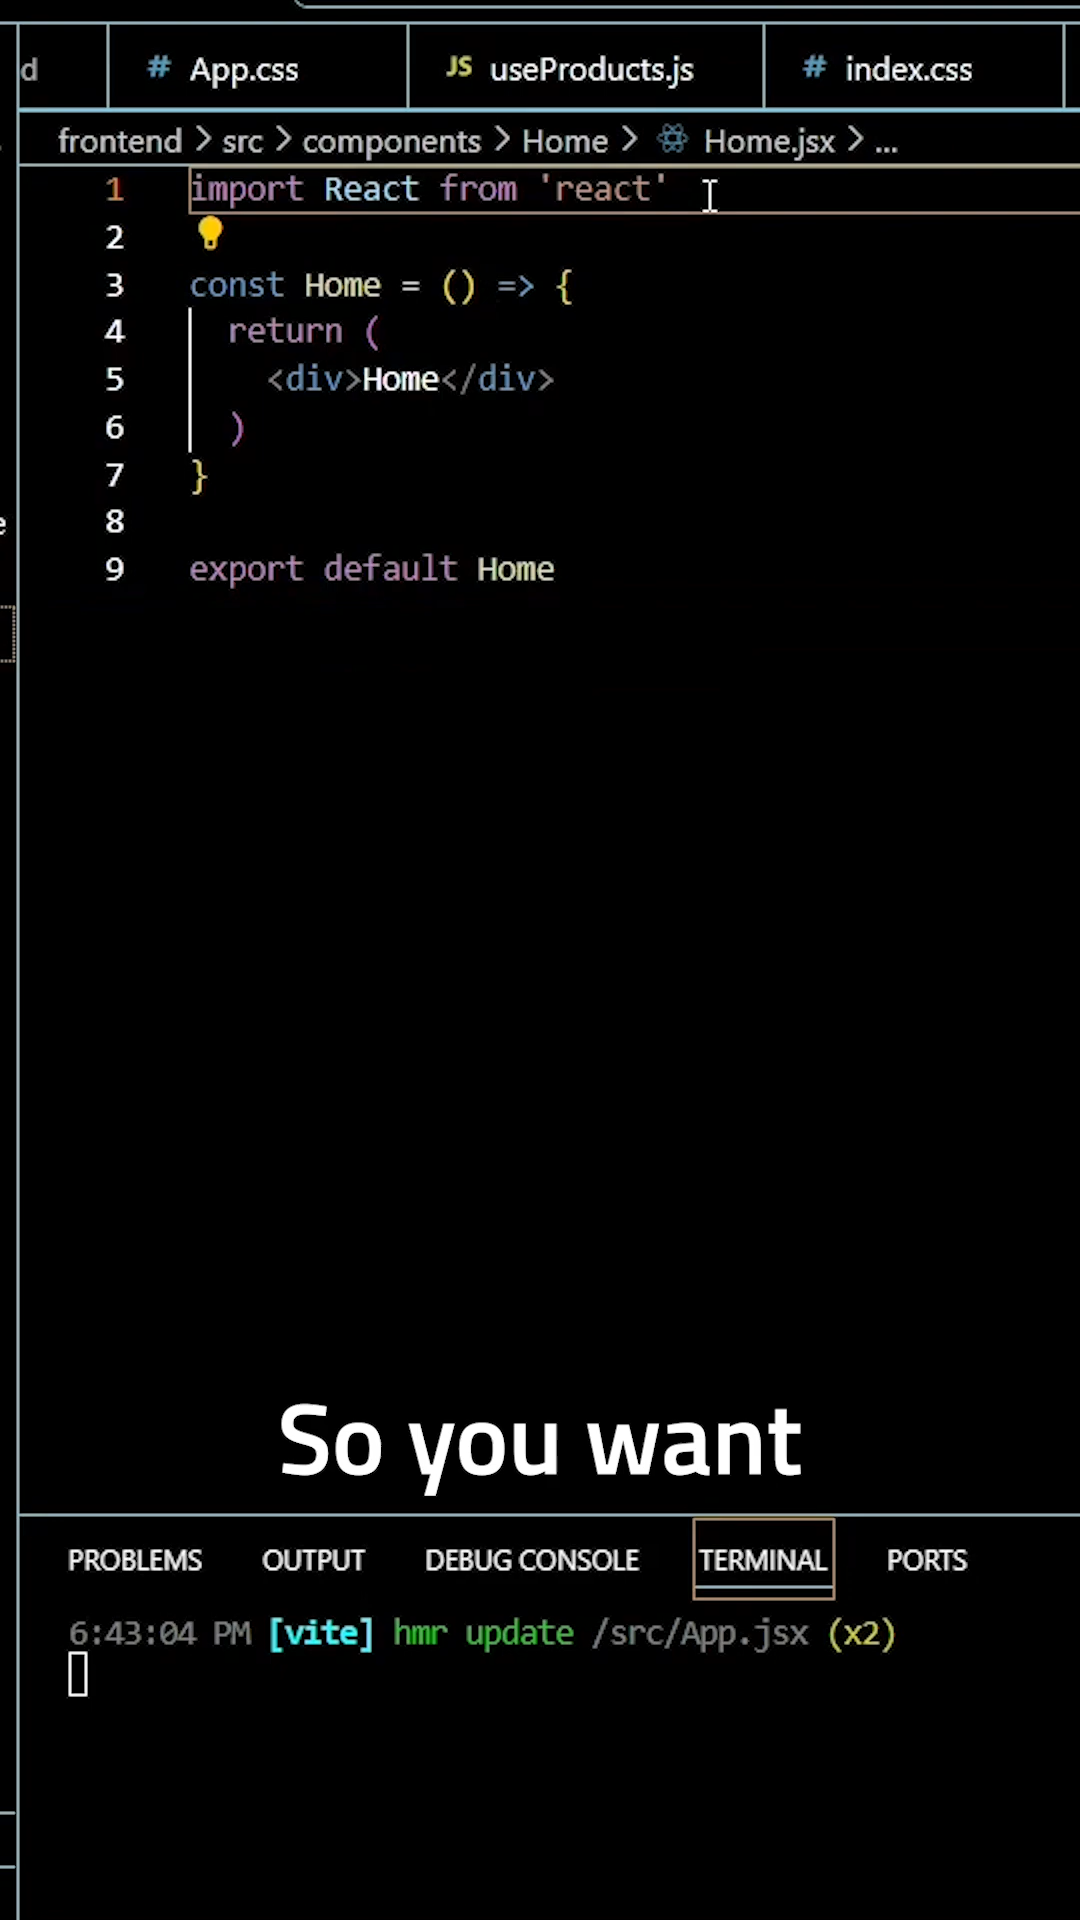 d # App.css JS useProducts.js # index.css
frontend > src > components > Home > Home.jsx > ...
1 import React from 'react'
2
3 const Home = () => {
4 return (
5 <div>Home</div>
6 )
7 }
8
e
9 export default Home
So you want
PROBLEMS OUTPUT DEBUG CONSOLE TERMINAL PORTS
6:43:04 PM [vite] hmr update /src/App.jsx (x2)